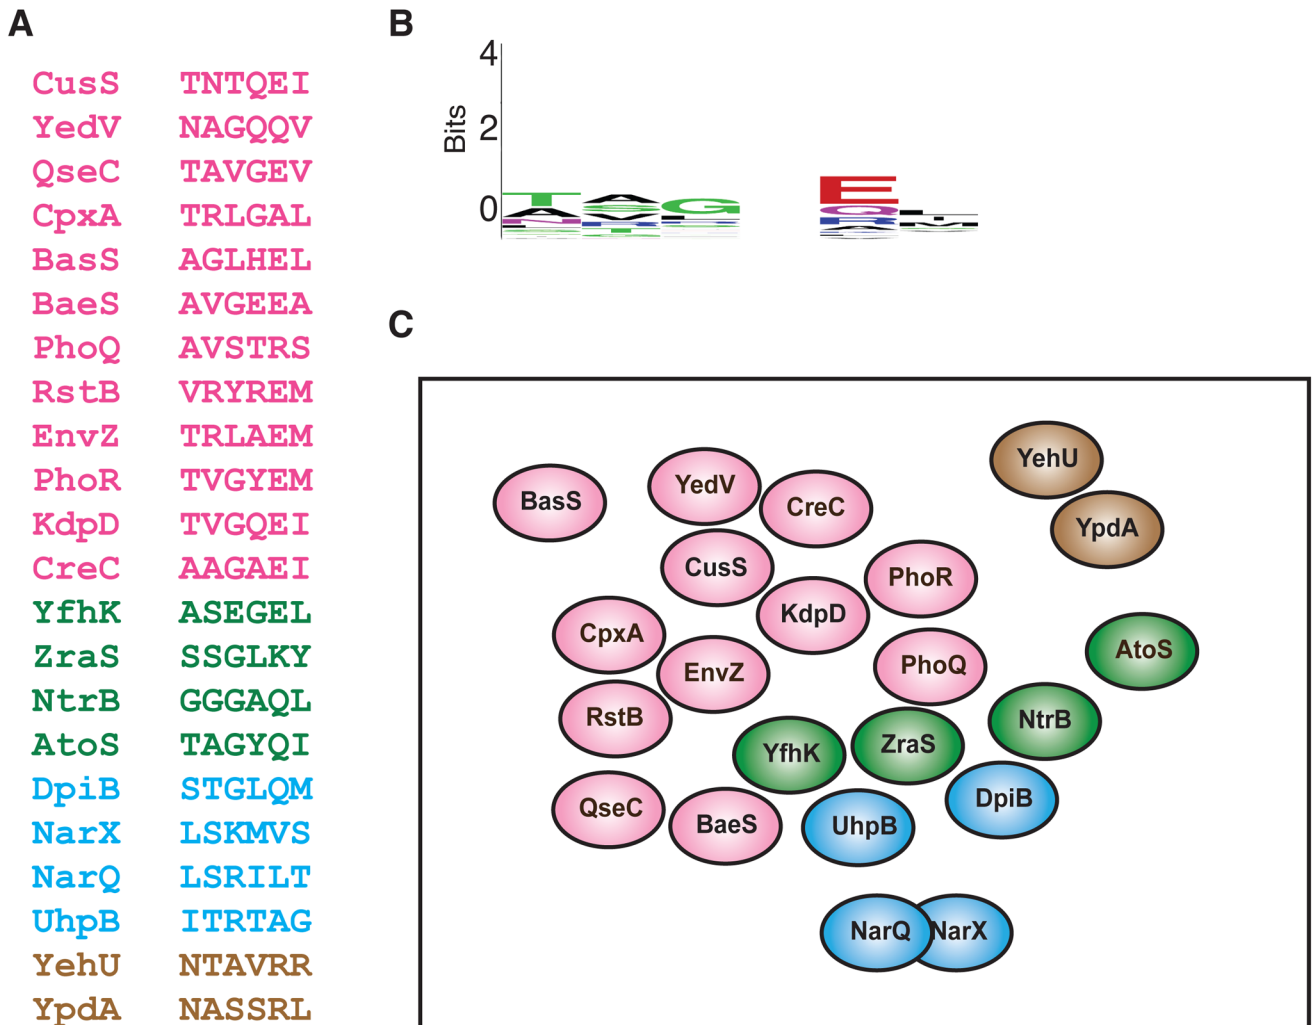 A
CusS TNTQEI
YedV NAGQQV
QseC TAVGEV
CpxA TRLGAL
BasS AGLHEL
BaeS AVGEEA
PhoQ AVSTRS
RstB VRYREM
EnvZ TRLAEM
PhoR TVGYEM
KdpD TVGQEI
CreC AAGAEI
YfhK ASEGEL
ZraS SSGLKY
NtrB GGGAQL
AtoS TAGYQI
DpiB STGLQM
NarX LSKMVS
NarQ LSRILT
UhpB ITRTAG
YehU NTAVRR
YpdA NASSRL
B
4
2
0
Bits
T A G E
C
YehU
YpdA
BasS
YedV
CreC
CusS
PhoR
KdpD
CpxA
EnvZ
PhoQ
AtoS
RstB
NtrB
YfhK
ZraS
DpiB
QseC
BaeS
UhpB
NarQ
NarX